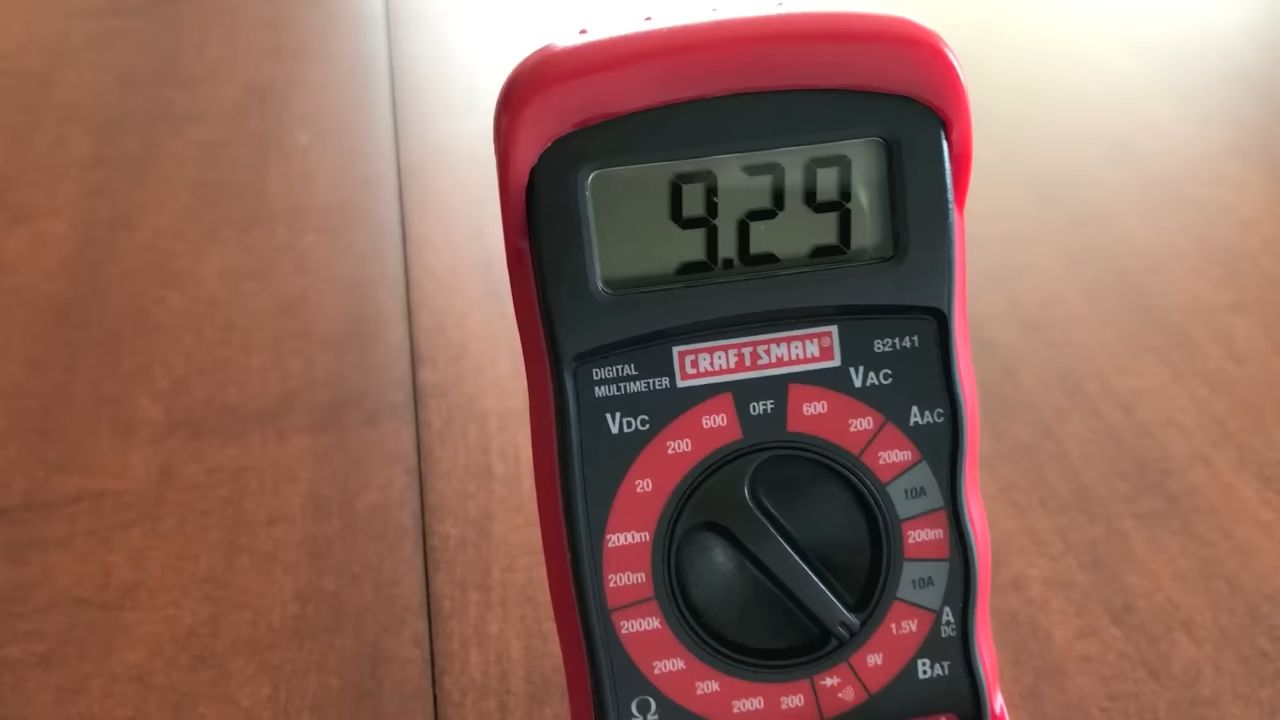 9.29
CRAFTSMAN®
82141
DIGITAL
MULTIMETER
VDC
OFF
VAC
AAC
600
200
20
2000m
200m
2000k
200k
20k
2000
200
Ω
600
200
200m
10A
200m
10A
ADC
1.5V
9V
BAT